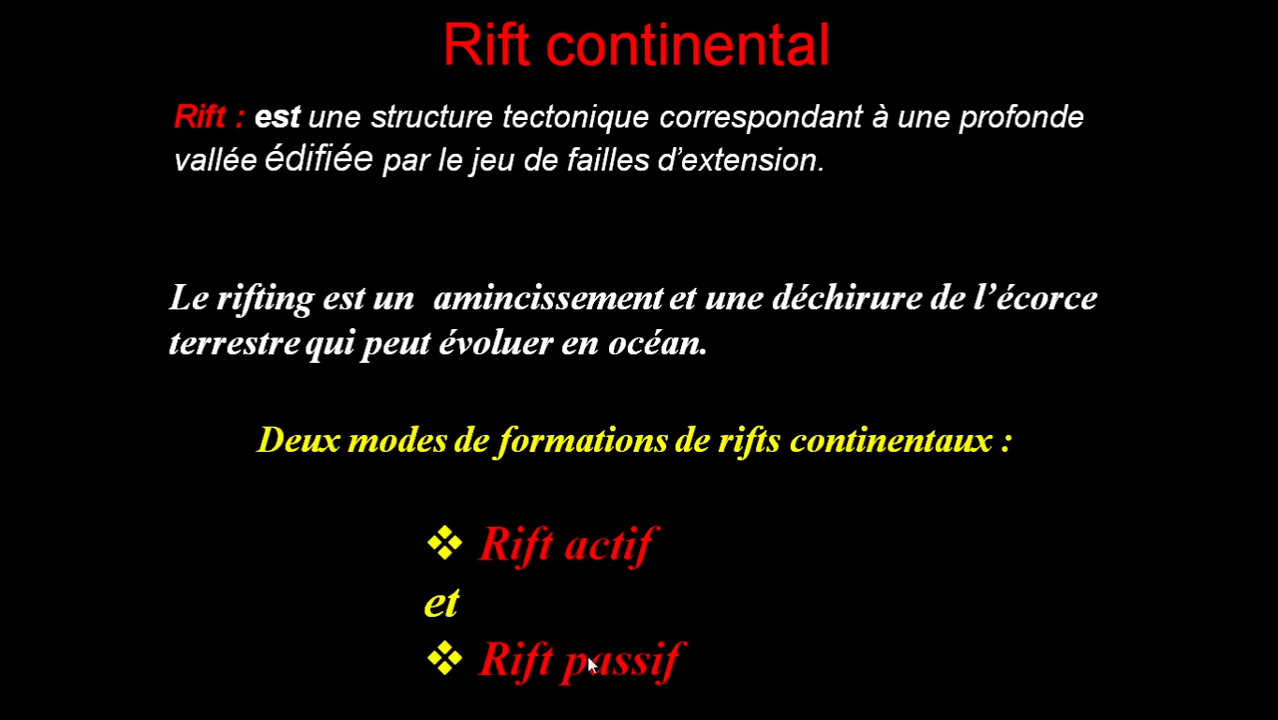 Rift continental
Rift : est une structure tectonique correspondant à une profonde
vallée édifiée par le jeu de failles d’extension.
Le rifting est un amincissement et une déchirure de l’écorce
terrestre qui peut évoluer en océan.
Deux modes de formations de rifts continentaux :
❖ Rift actif
et
❖ Rift passif